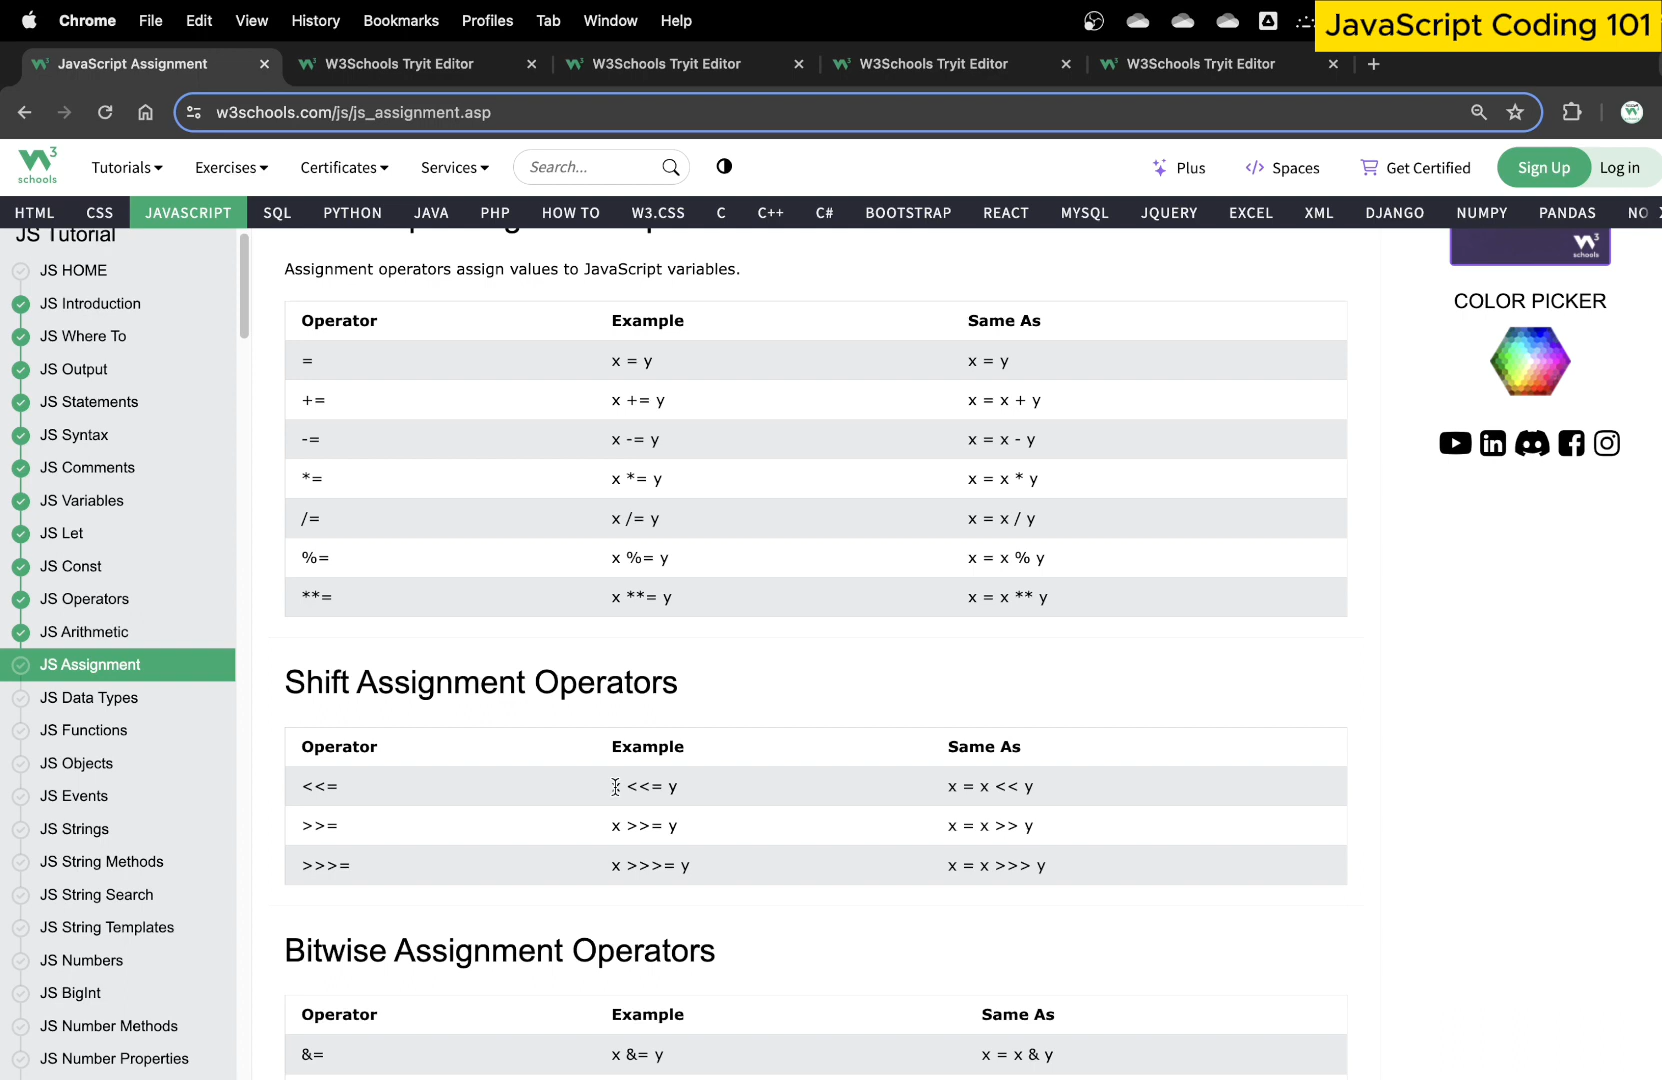 Chrome File Edit View History Bookmarks Profiles Tab Window Help
JavaScript Coding 101
JavaScript Assignment
W3Schools Tryit Editor
W3Schools Tryit Editor
W3Schools Tryit Editor
W3Schools Tryit Editor
w3schools.com/js/js_assignment.asp
schools
Tutorials
Exercises
Certificates
Services
Search...
Plus
Spaces
Get Certified
Sign Up
Log in
HTML CSS JAVASCRIPT SQL PYTHON JAVA PHP HOW TO W3.CSS C C++ C# BOOTSTRAP REACT MYSQL JQUERY EXCEL XML DJANGO NUMPY PANDAS NO
JS Tutorial
JS HOME
JS Introduction
JS Where To
JS Output
JS Statements
JS Syntax
JS Comments
JS Variables
JS Let
JS Const
JS Operators
JS Arithmetic
JS Assignment
JS Data Types
JS Functions
JS Objects
JS Events
JS Strings
JS String Methods
JS String Search
JS String Templates
JS Numbers
JS BigInt
JS Number Methods
JS Number Properties
Assignment operators assign values to JavaScript variables.
Operator Example Same As
= x = y x = y
+= x += y x = x + y
-= x -= y x = x - y
*= x *= y x = x * y
/= x /= y x = x / y
%= x %= y x = x % y
**= x **= y x = x ** y
Shift Assignment Operators
Operator Example Same As
<<= <<= y x = x << y
>>= x >>= y x = x >> y
>>>= x >>>= y x = x >>> y
Bitwise Assignment Operators
Operator Example Same As
&= x &= y x = x & y
schools
COLOR PICKER